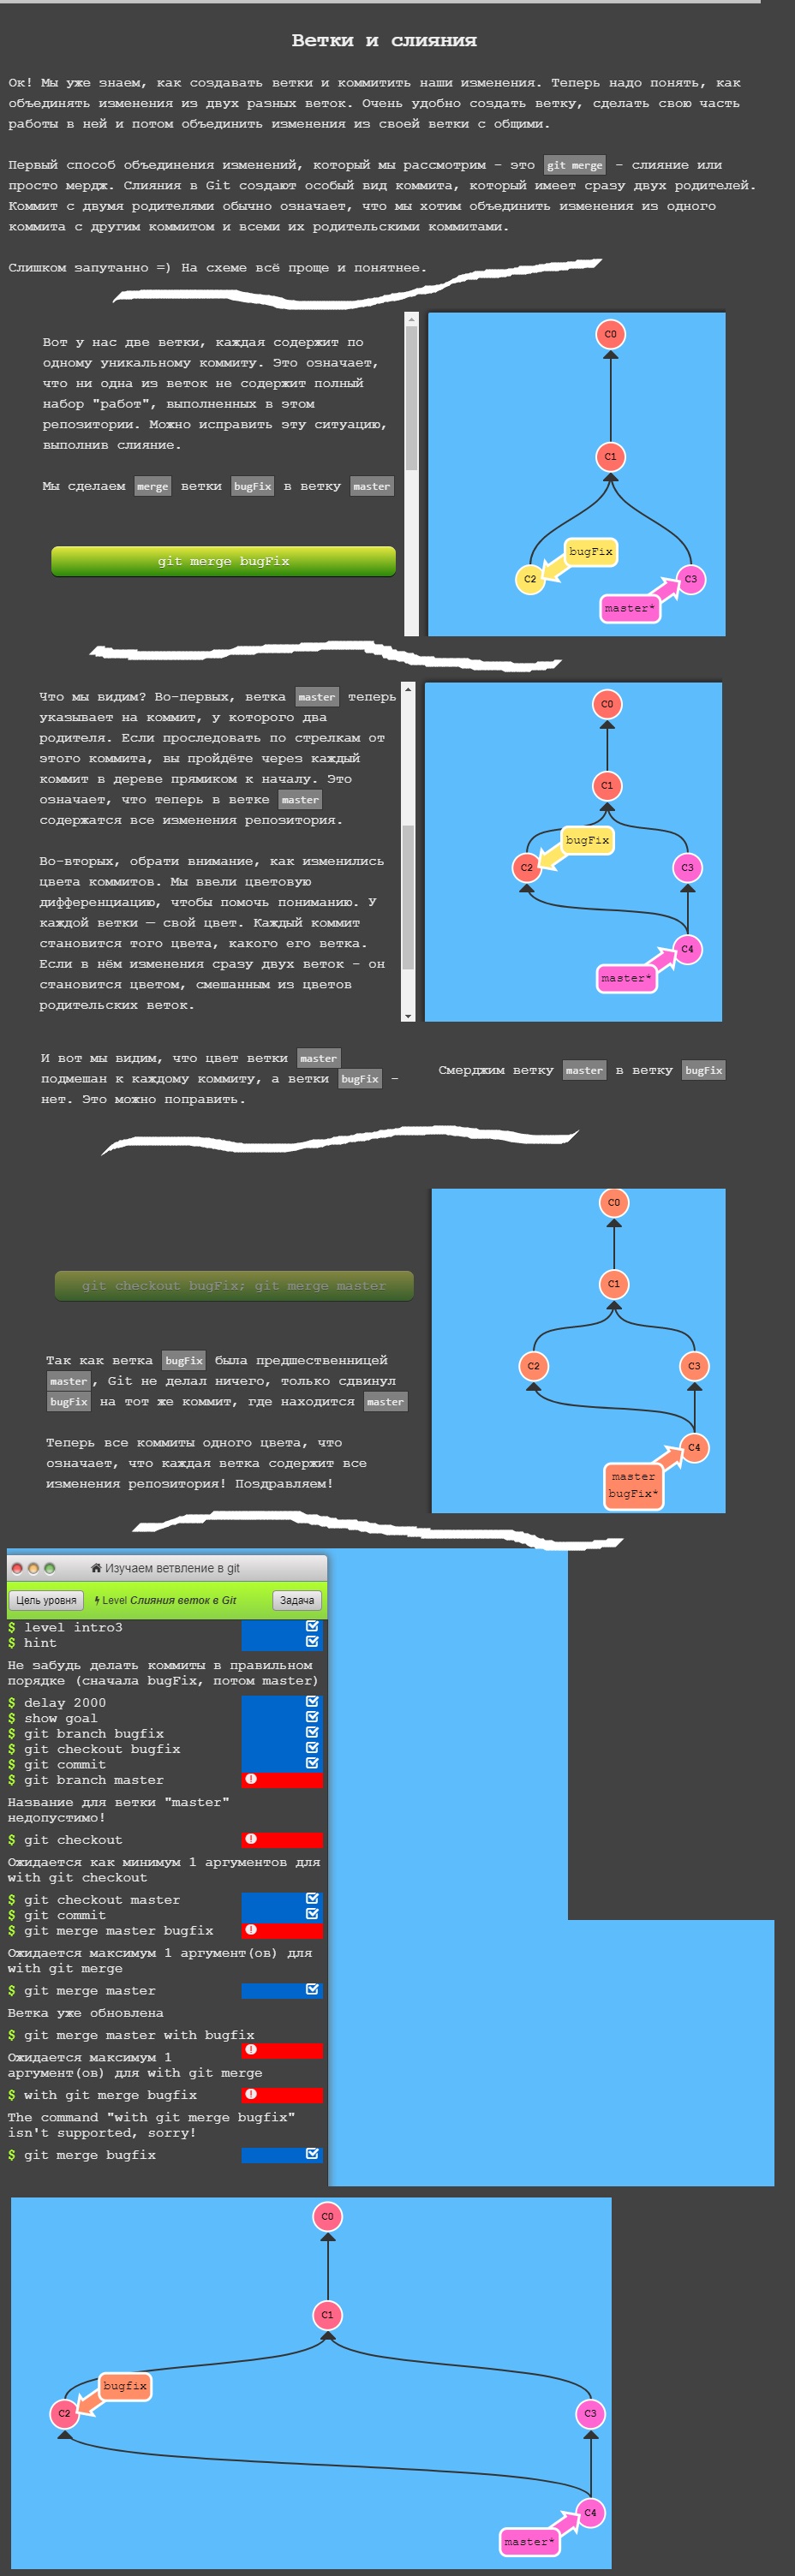 Ветки и слияния
Ок! Мы уже знаем, как создавать ветки и коммитить наши изменения. Теперь надо понять, как
объединять изменения из двух разных веток. Очень удобно создать ветку, сделать свою часть
работы в ней и потом объединить изменения из своей ветки с общими.
Первый способ объединения изменений, который мы рассмотрим - это git merge - слияние или
просто мердж. Слияния в Git создают особый вид коммита, который имеет сразу двух родителей.
Коммит с двумя родителями обычно означает, что мы хотим объединить изменения из одного
коммита с другим коммитом и всеми их родительскими коммитами.
Слишком запутанно =) На схеме всё проще и понятнее.
Вот у нас две ветки, каждая содержит по
одному уникальному коммиту. Это означает,
что ни одна из веток не содержит полный
набор "работ", выполненных в этом
репозитории. Можно исправить эту ситуацию,
выполнив слияние.
Мы сделаем merge ветки bugFix в ветку master
git merge bugFix
C0
C1
bugFix
C2
C3
master*
Что мы видим? Во-первых, ветка master теперь
указывает на коммит, у которого два
родителя. Если проследовать по стрелкам от
этого коммита, вы пройдёте через каждый
коммит в дереве прямиком к началу. Это
означает, что теперь в ветке master
содержатся все изменения репозитория.
Во-вторых, обрати внимание, как изменились
цвета коммитов. Мы ввели цветовую
дифференциацию, чтобы помочь пониманию. У
каждой ветки — свой цвет. Каждый коммит
становится того цвета, какого его ветка.
Если в нём изменения сразу двух веток - он
становится цветом, смешанным из цветов
родительских веток.
C0
C1
bugFix
C2
C3
C4
master*
И вот мы видим, что цвет ветки master
подмешан к каждому коммиту, а ветки bugFix -
нет. Это можно поправить.
Смерджим ветку master в ветку bugFix
git checkout bugFix; git merge master
Так как ветка bugFix была предшественницей
master, Git не делал ничего, только сдвинул
bugFix на тот же коммит, где находится master
Теперь все коммиты одного цвета, что
означает, что каждая ветка содержит все
изменения репозитория! Поздравляем!
C0
C1
C2
C3
C4
master
bugFix*
Изучаем ветвление в git
Цель уровня Level Слияния веток в Git Задача
$ level intro3
$ hint
Не забудь делать коммиты в правильном
порядке (сначала bugFix, потом master)
$ delay 2000
$ show goal
$ git branch bugfix
$ git checkout bugfix
$ git commit
$ git branch master
Название для ветки "master"
недопустимо!
$ git checkout
Ожидается как минимум 1 аргументов для
with git checkout
$ git checkout master
$ git commit
$ git merge master bugfix
Ожидается максимум 1 аргумент(ов) для
with git merge
$ git merge master
Ветка уже обновлена
$ git merge master with bugfix
Ожидается максимум 1
аргумент(ов) для with git merge
$ with git merge bugfix
The command "with git merge bugfix"
isn't supported, sorry!
$ git merge bugfix
C0
C1
bugfix
C2
C3
C4
master*